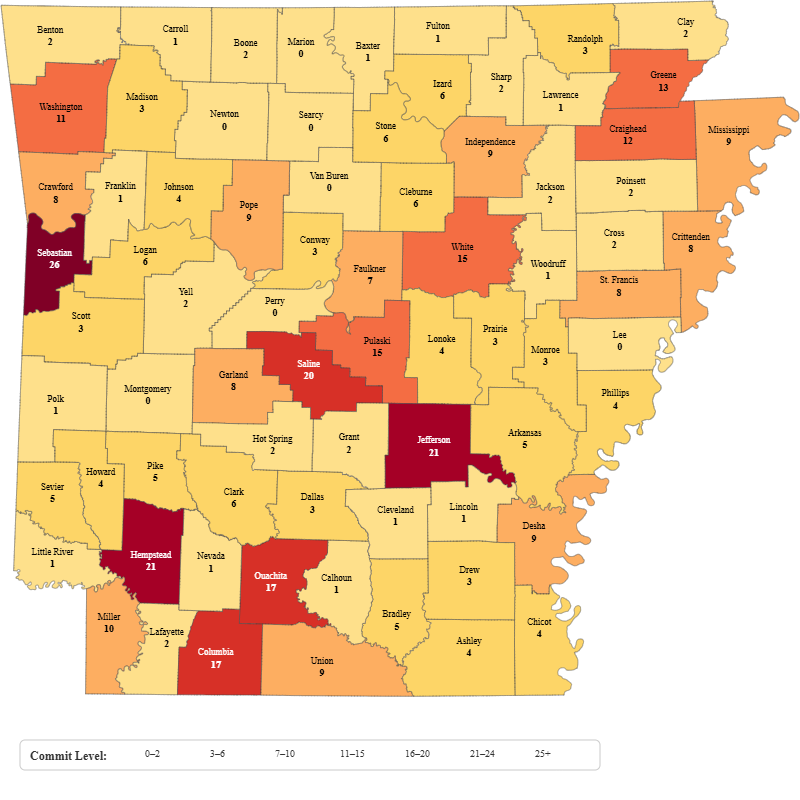 Benton
2
Carroll
1
Boone
2
Marion
0
Baxter
1
Fulton
1
Randolph
3
Clay
2
Washington
11
Madison
3
Newton
0
Searcy
0
Stone
6
Izard
6
Sharp
2
Lawrence
1
Greene
13
Craighead
12
Mississippi
9
Independence
9
Crawford
8
Franklin
1
Johnson
4
Pope
9
Van Buren
0
Cleburne
6
Jackson
2
Poinsett
2
Sebastian
26
Logan
6
Conway
3
Faulkner
7
White
15
Woodruff
1
Cross
2
Crittenden
8
St. Francis
8
Scott
3
Yell
2
Perry
0
Pulaski
15
Lonoke
4
Prairie
3
Monroe
3
Lee
0
Saline
20
Garland
8
Polk
1
Montgomery
0
Phillips
4
Hot Spring
2
Grant
2
Jefferson
21
Arkansas
5
Sevier
5
Howard
4
Pike
5
Clark
6
Dallas
3
Cleveland
1
Lincoln
1
Desha
9
Little River
1
Hempstead
21
Nevada
1
Ouachita
17
Calhoun
1
Bradley
5
Drew
3
Miller
10
Lafayette
2
Columbia
17
Union
9
Ashley
4
Chicot
4
Commit Level: 0–2 3–6 7–10 11–15 16–20 21–24 25+